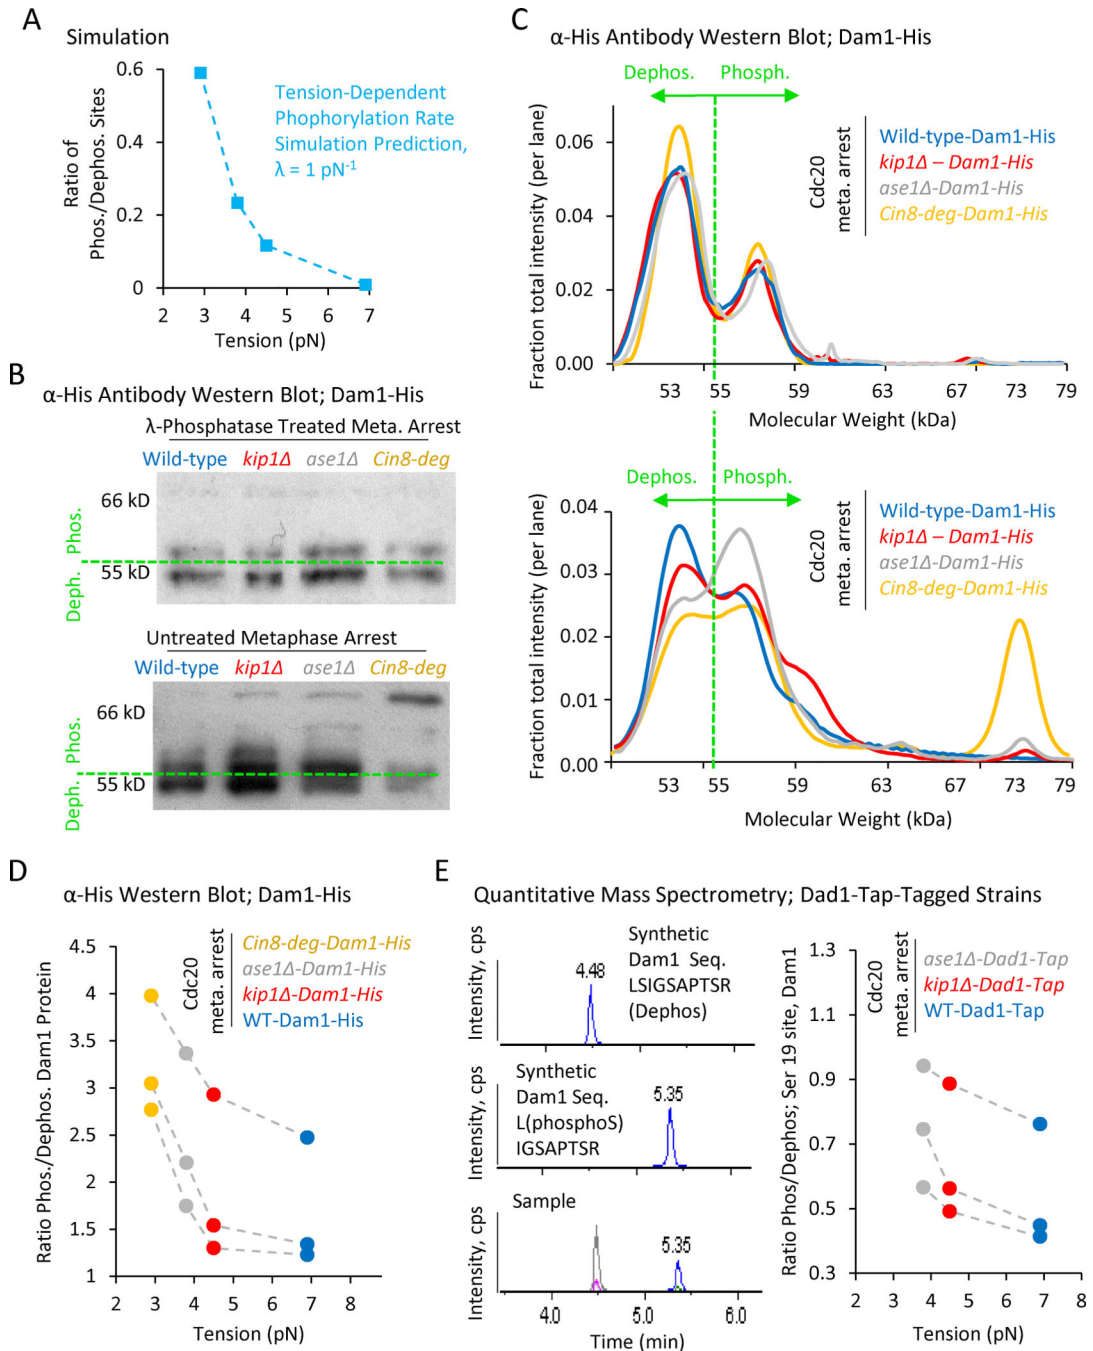 A
Simulation
Ratio of
Phos./Dephos. Sites
0.6
0.4
0.2
0
1 2 3 4 5 6 7
Tension (pN)
Tension-Dependent
Phophorylation Rate
Simulation Prediction,
λ = 1 pN-1
B
α-His Antibody Western Blot; Dam1-His
λ-Phosphatase Treated Meta. Arrest
Wild-type kip1Δ ase1Δ Cin8-deg
66 kD
55 kD
Deph. Phos.
Untreated Metaphase Arrest
Wild-type kip1Δ ase1Δ Cin8-deg
66 kD
55 kD
Deph. Phos.
C
α-His Antibody Western Blot; Dam1-His
Dephos. Phosph.
Fraction total intensity (per lane)
0.06
0.04
0.02
0.00
53 55 59 63 67 73 79
Molecular Weight (kDa)
Cdc20
meta. arrest
Wild-type-Dam1-His
kip1Δ – Dam1-His
ase1Δ-Dam1-His
Cin8-deg-Dam1-His
Dephos. Phosph.
Fraction total intensity (per lane)
0.04
0.03
0.02
0.01
0.00
53 55 59 63 67 73 79
Molecular Weight (kDa)
Cdc20
meta. arrest
Wild-type-Dam1-His
kip1Δ – Dam1-His
ase1Δ-Dam1-His
Cin8-deg-Dam1-His
D
α-His Western Blot; Dam1-His
Ratio Phos./Dephos. Dam1 Protein
4.5
4
3.5
3
2.5
2
1.5
1
2 3 4 5 6 7 8
Tension (pN)
Cdc20
meta. arrest
Cin8-deg-Dam1-His
ase1Δ-Dam1-His
kip1Δ-Dam1-His
WT-Dam1-His
E
Quantitative Mass Spectrometry; Dad1-Tap-Tagged Strains
Intensity, cps
4.48
Synthetic
Dam1 Seq.
LSIGSAPTSR
(Dephos)
Intensity, cps
Synthetic
Dam1 Seq.
L(phosphoS)
IGSAPTSR
5.35
Intensity, cps
Sample
5.35
4.0 5.0 6.0
Time (min)
Ratio Phos/Dephos; Ser 19 site, Dam1
1.3
1.1
0.9
0.7
0.5
0.3
2 3 4 5 6 7 8
Tension (pN)
Cdc20
meta. arrest
ase1Δ-Dad1-Tap
kip1Δ-Dad1-Tap
WT-Dad1-Tap